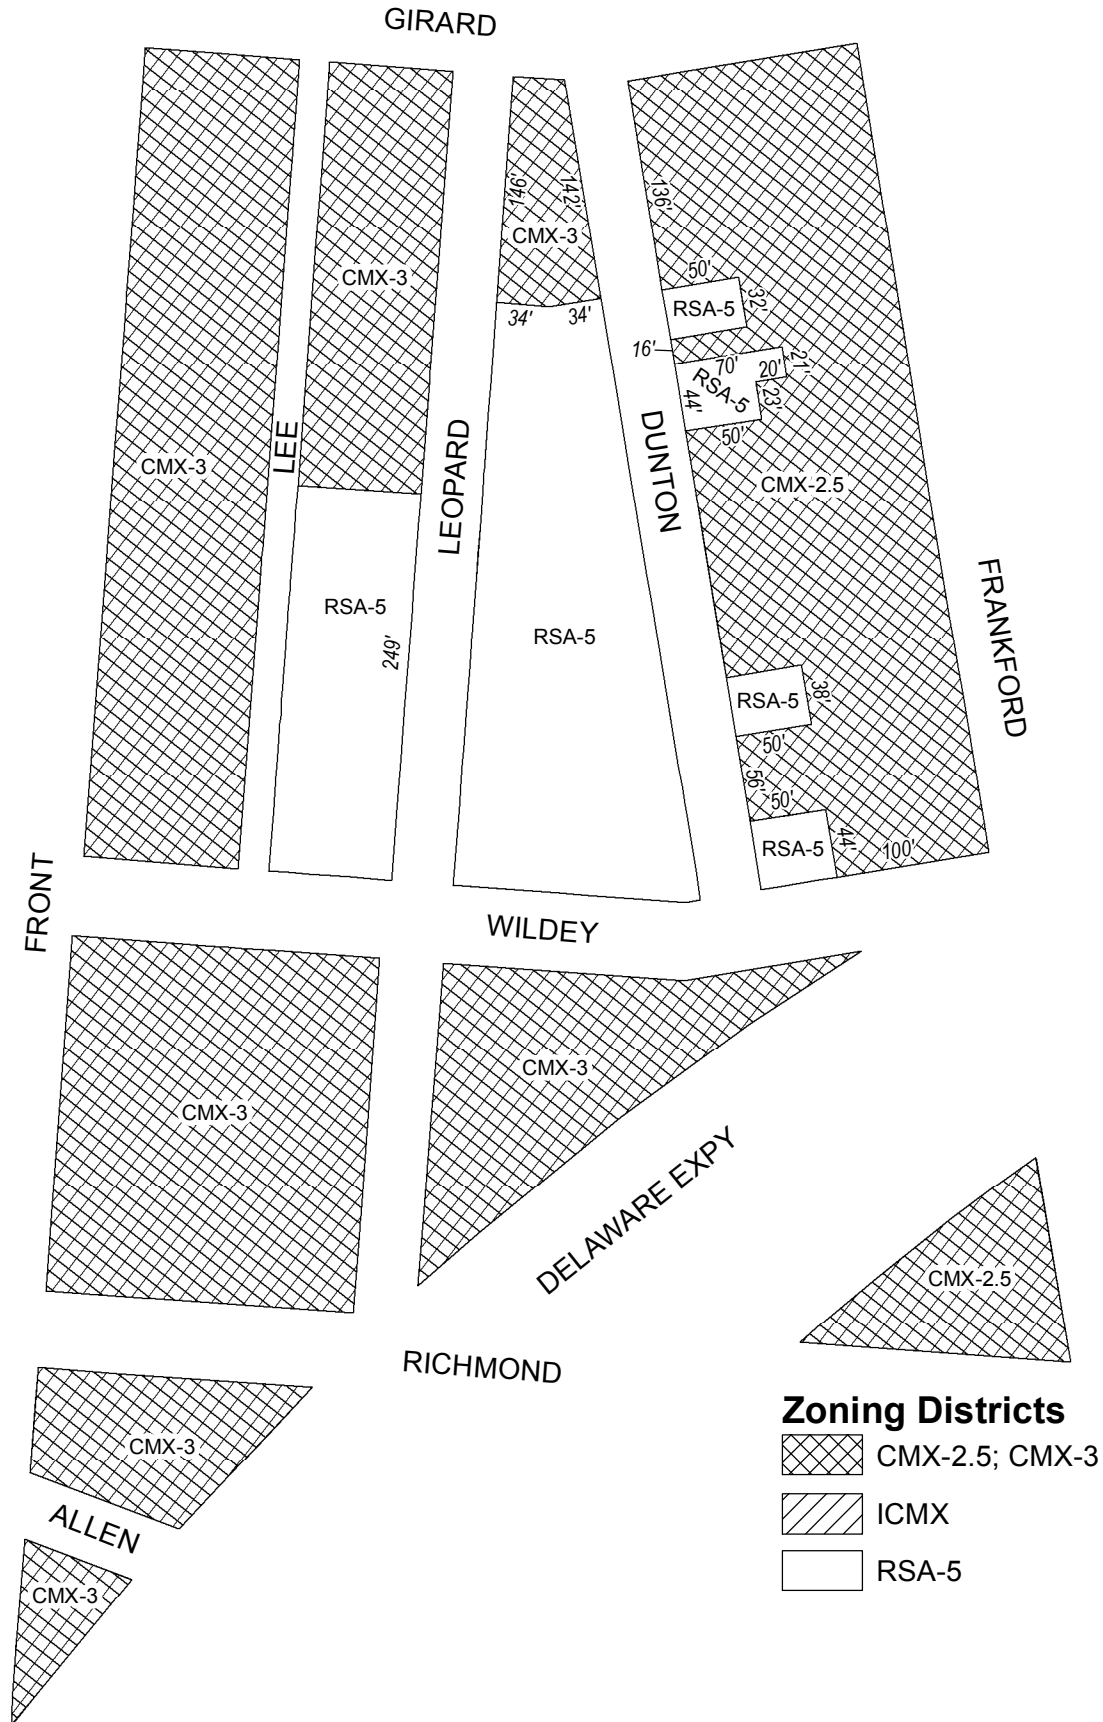 GIRARD
146'
142'
136'
CMX-3
CMX-3
50'
32'
RSA-5
34'
34'
16'
70'
20'
21'
RSA-5
44'
23'
50'
LEE
LEOPARD
DUNTON
CMX-3
CMX-2.5
FRANKFORD
RSA-5
249'
RSA-5
RSA-5
38'
50'
56'
50'
RSA-5
44'
100'
FRONT
WILDEY
CMX-3
CMX-3
DELAWARE EXPY
CMX-2.5
RICHMOND
CMX-3
ALLEN
CMX-3
Zoning Districts
CMX-2.5; CMX-3
ICMX
RSA-5